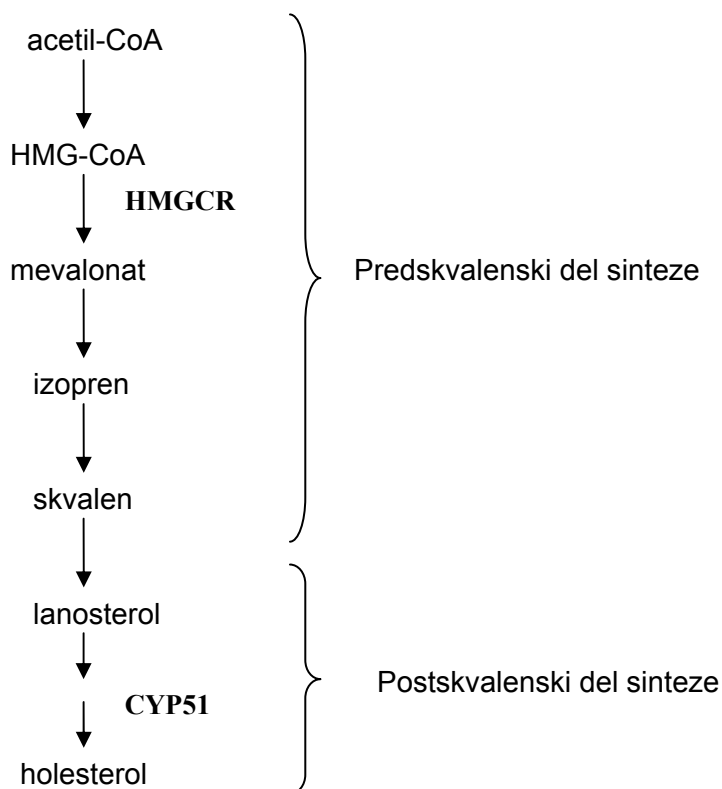 acetil-CoA
HMG-CoA
HMGCR
mevalonat
Predskvalenski del sinteze
izopren
skvalen
lanosterol
Postskvalenski del sinteze
CYP51
holesterol